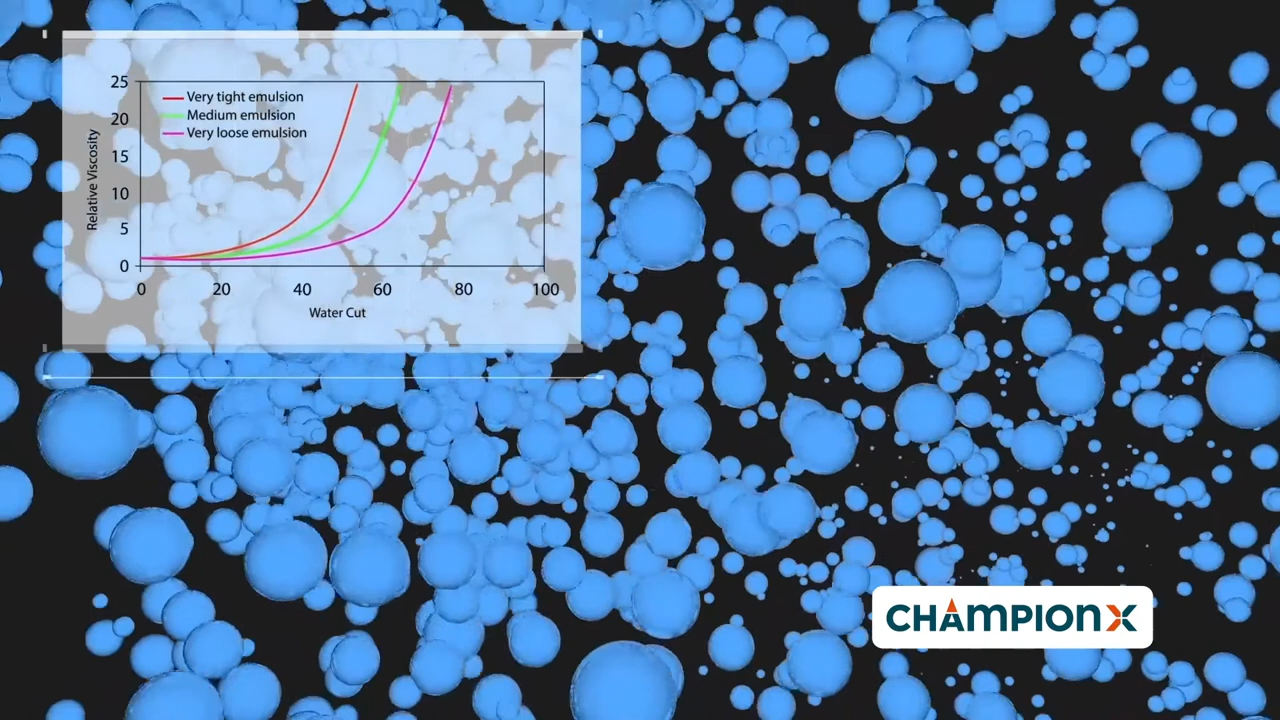 25
Very tight emulsion
20
Medium emulsion
Very loose emulsion
15
Relative Viscosity
10
5
0
0 20 40 60 80 100
Water Cut
CHAMPIONX